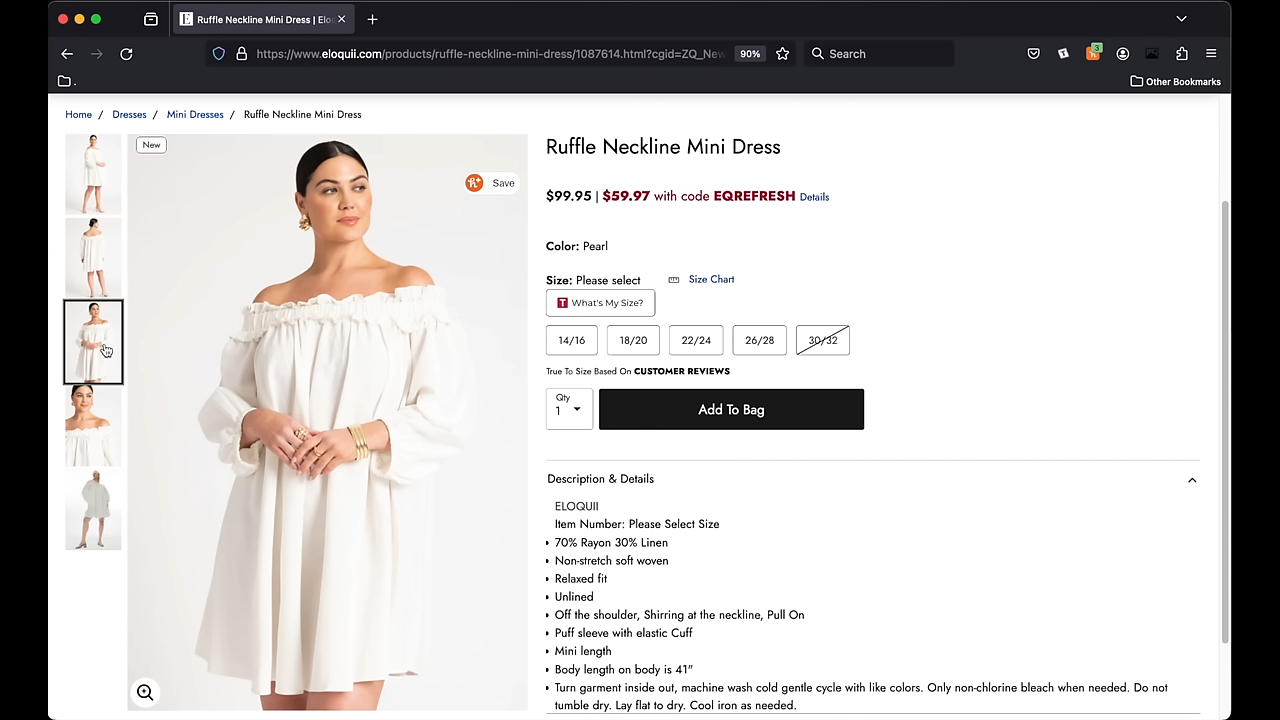 Ruffle Neckline Mini Dress | Elo
https://www.eloquii.com/products/ruffle-neckline-mini-dress/1087614.html?cgid=ZQ_New
90%
Search
3
.
Other Bookmarks
Home / Dresses / Mini Dresses / Ruffle Neckline Mini Dress
New
Save
Ruffle Neckline Mini Dress
$99.95 | $59.97 with code EQREFRESH Details
Color: Pearl
Size: Please select Size Chart
T What's My Size?
14/16 18/20 22/24 26/28 30/32
True To Size Based On CUSTOMER REVIEWS
Qty
1
Add To Bag
Description & Details
ELOQUII
Item Number: Please Select Size
70% Rayon 30% Linen
Non-stretch soft woven
Relaxed fit
Unlined
Off the shoulder, Shirring at the neckline, Pull On
Puff sleeve with elastic Cuff
Mini length
Body length on body is 41"
Turn garment inside out, machine wash cold gentle cycle with like colors. Only non-chlorine bleach when needed. Do not
tumble dry. Lay flat to dry. Cool iron as needed.